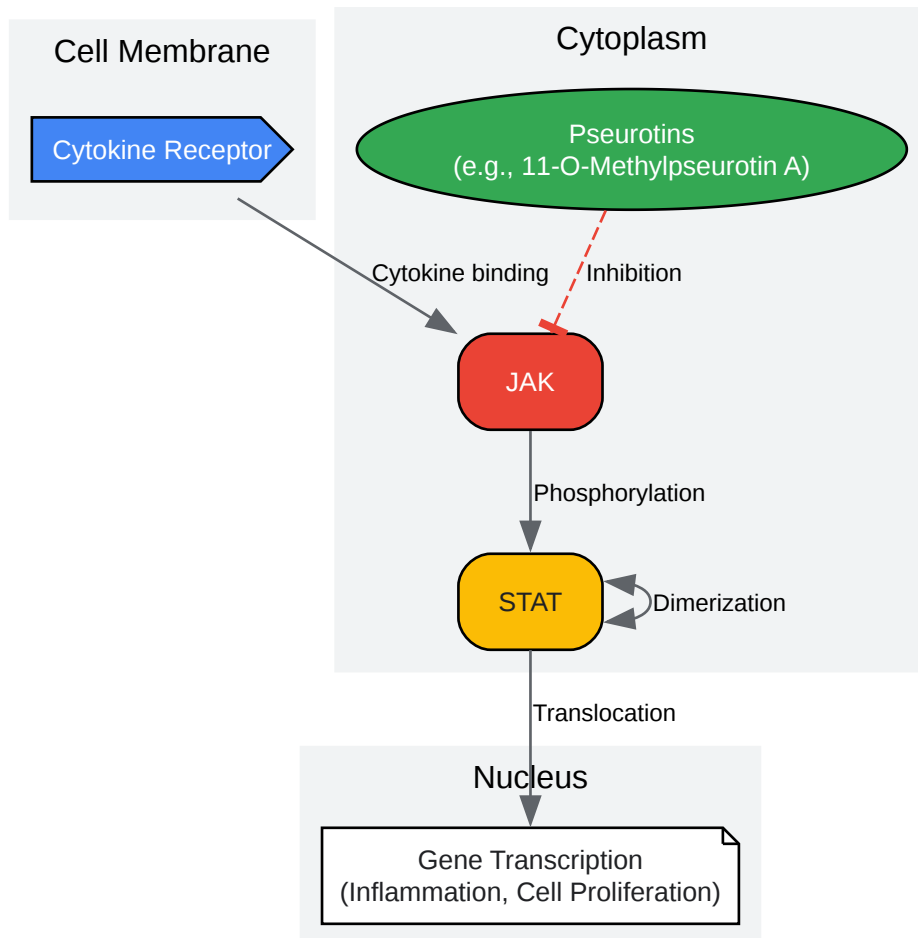 Cell Membrane
Cytoplasm
Cytokine Receptor
Pseurotins
(e.g., 11-O-Methylpseurotin A)
Cytokine binding
Inhibition
JAK
Phosphorylation
STAT
Dimerization
Translocation
Nucleus
Gene Transcription
(Inflammation, Cell Proliferation)